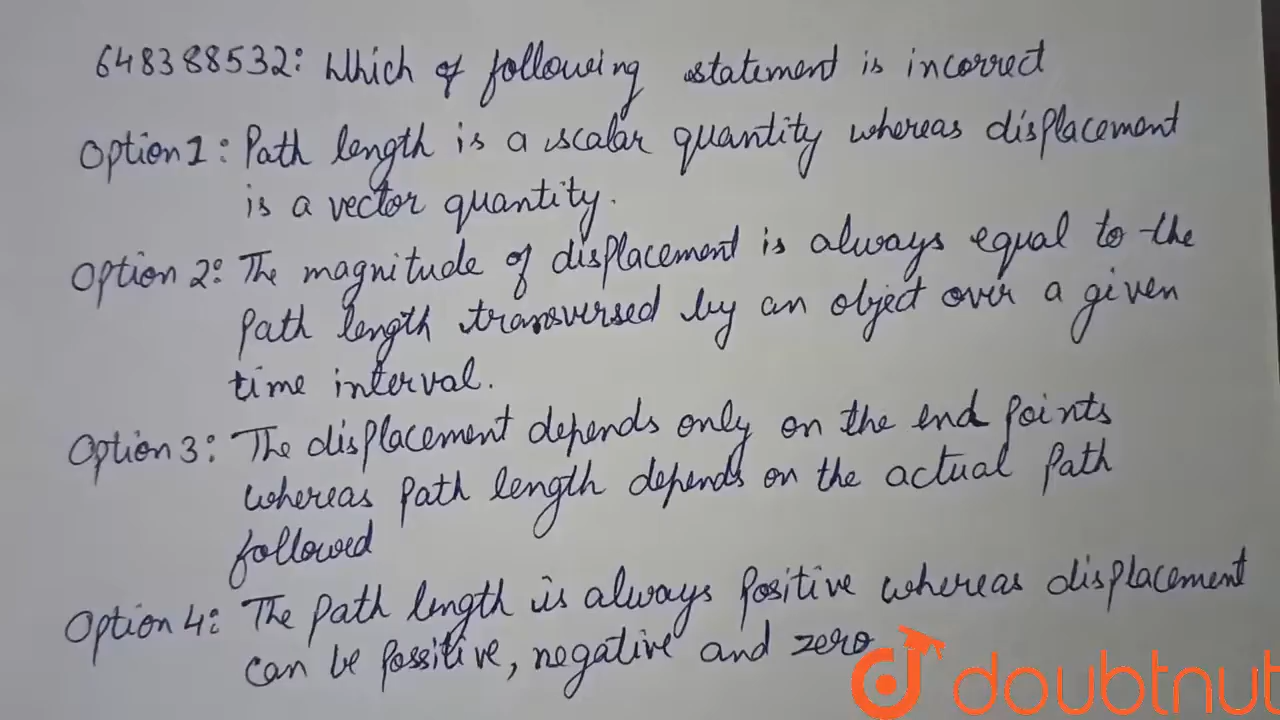 648388532: Which of following statement is incorrect
Option 1: Path length is a scalar quantity whereas displacement
is a vector quantity.
Option 2: The magnitude of displacement is always equal to the
Path length transversed by an object over a given
time interval.
Option 3: The displacement depends only on the end points
whereas path length depends on the actual path
followed
Option 4: The path length is always positive whereas displacement
can be possitive, negative and zero
doubtnut